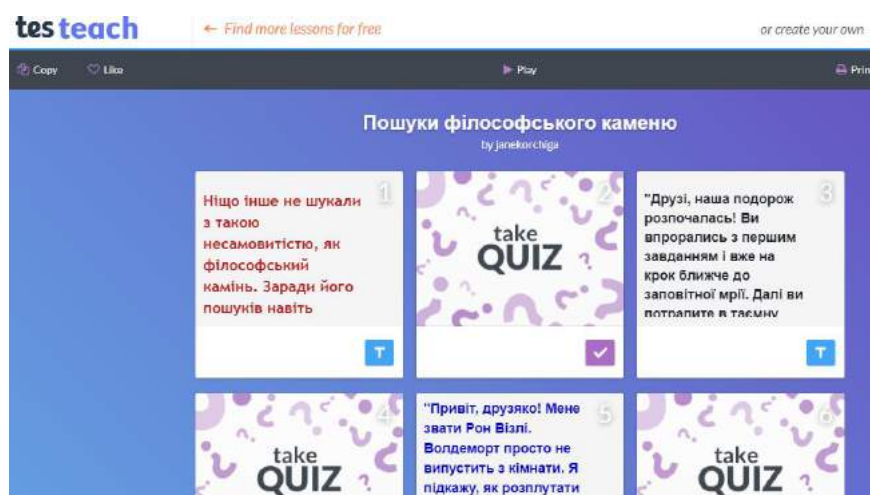 tes teach
← Find more lessons for free
or create your own
Copy
Like
Play
Prin
Пошуки філософського каменю
by janekorchiga
1
Ніщо інше не шукали
з такою
несамовитістю, як
філософський
камінь. Заради його
пошуків навіть
T
2
take
QUIZ
3
"Друзі, наша подорож
розпочалась! Ви
впрорались з першим
завданням і вже на
крок ближче до
заповітної мрії. Далі ви
потрапите в таємну
T
4
take
QUIZ
5
"Привіт, друзяко! Мене
звати Рон Візлі.
Волдеморт просто не
випустить з кімнати. Я
підкажу, як розплутати
6
take
QUIZ